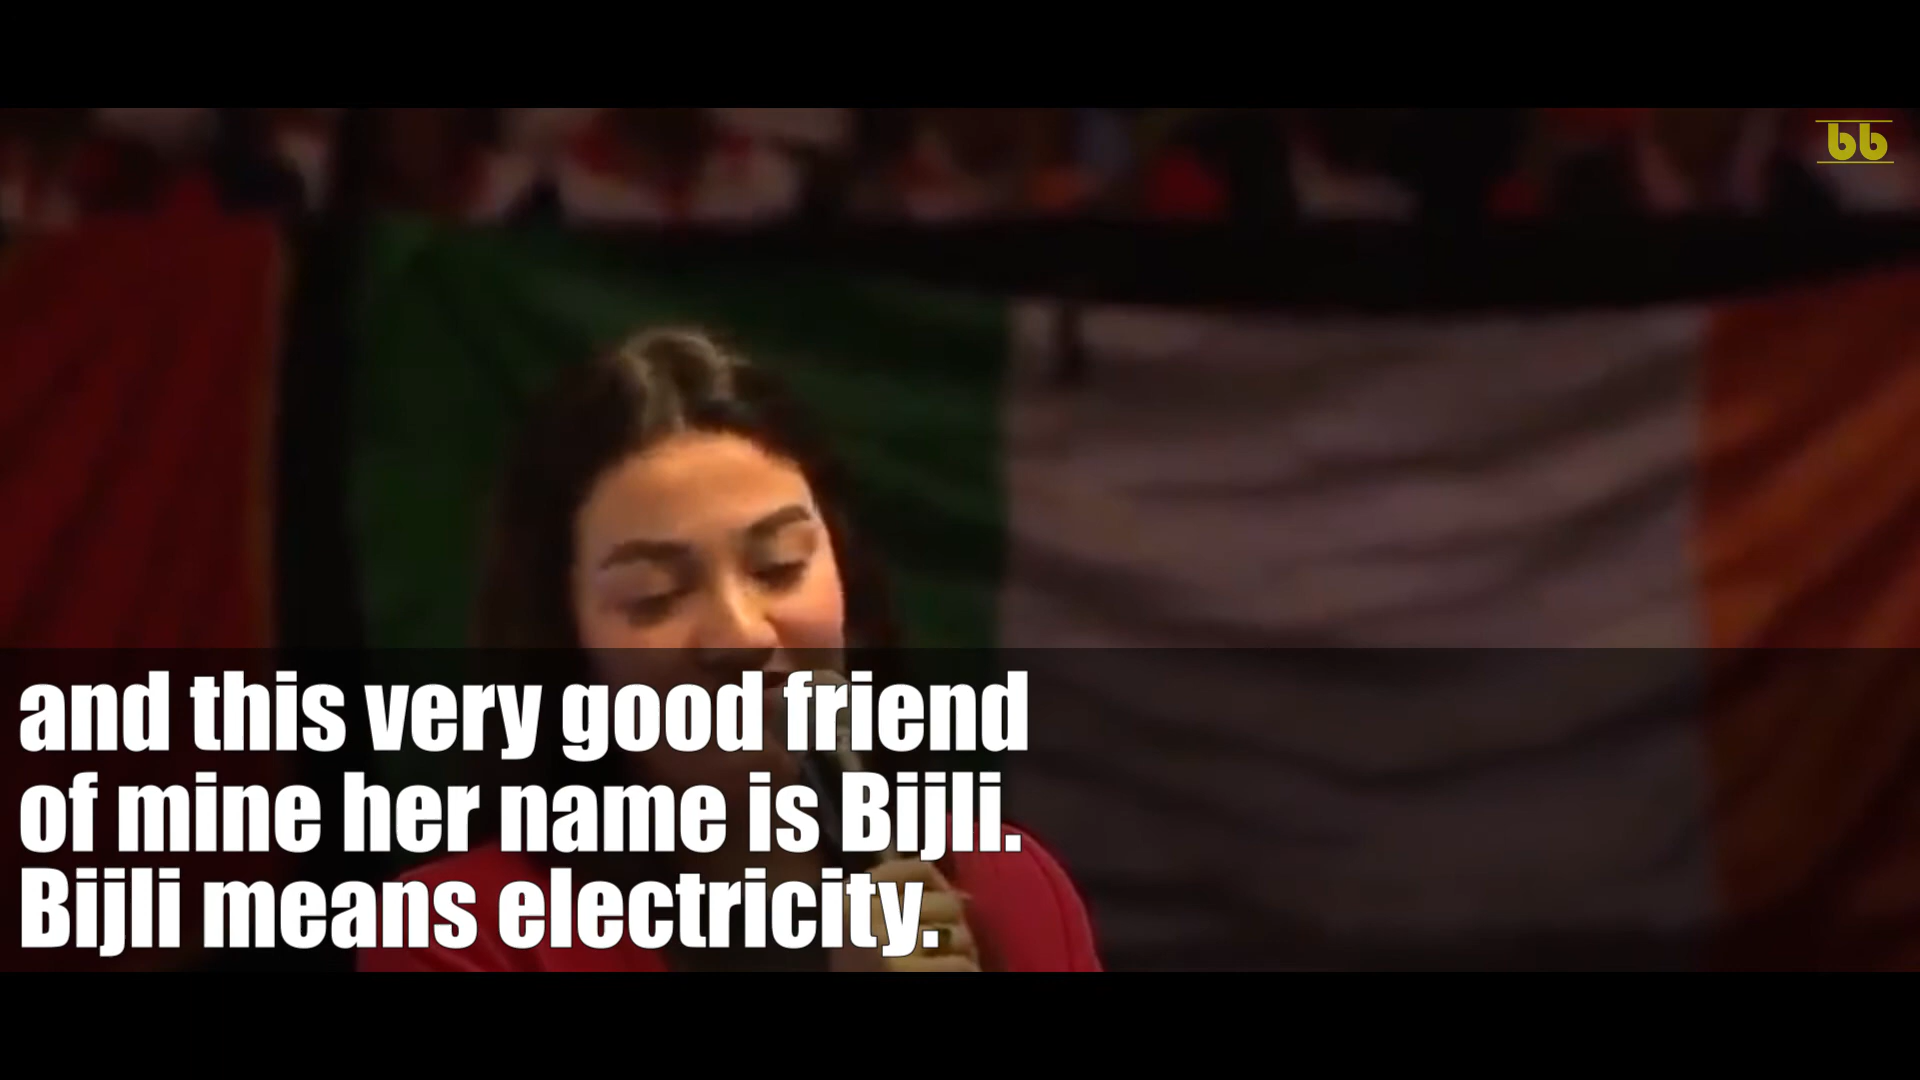 bb
and this very good friend
of mine her name is Bijli.
Bijli means electricity.